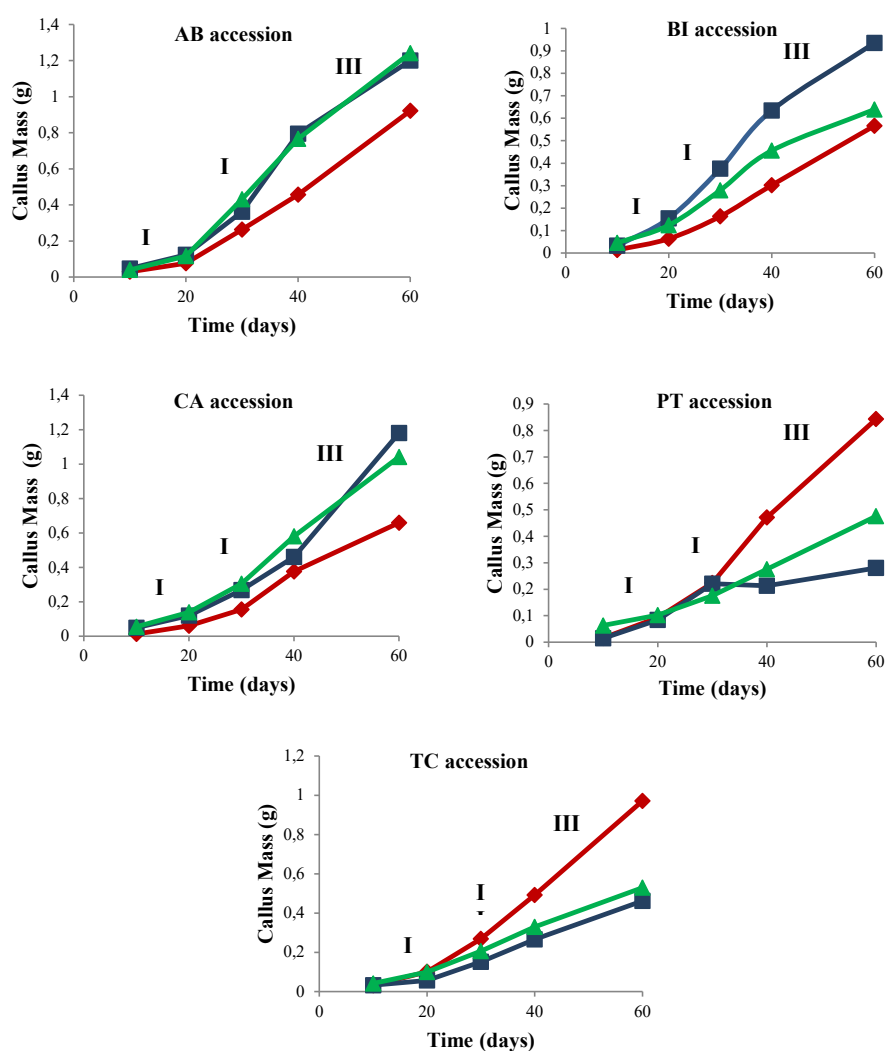 AB accession
Callus Mass (g)
1,4
1,2
1
0,8
0,6
0,4
0,2
0
0
20
40
60
Time (days)
I
I
III
BI accession
Callus Mass (g)
1
0,9
0,8
0,7
0,6
0,5
0,4
0,3
0,2
0,1
0
0
20
40
60
Time (days)
I
I
III
CA accession
Callus Mass (g)
1,4
1,2
1
0,8
0,6
0,4
0,2
0
0
20
40
60
Time (days)
I
I
III
PT accession
Callus Mass (g)
0,9
0,8
0,7
0,6
0,5
0,4
0,3
0,2
0,1
0
0
20
40
60
Time (days)
I
I
III
TC accession
Callus Mass (g)
1,2
1
0,8
0,6
0,4
0,2
0
0
20
40
60
Time (days)
I
I
III